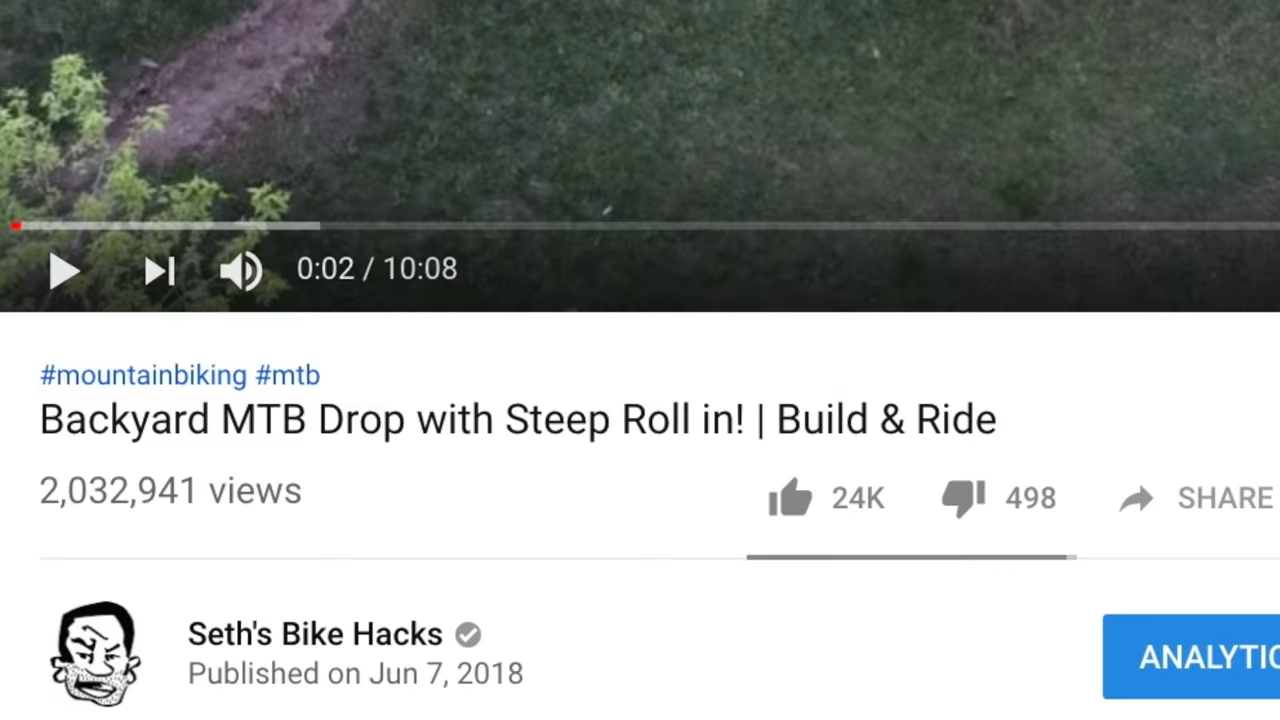 0:02 / 10:08
#mountainbiking #mtb
Backyard MTB Drop with Steep Roll in! | Build & Ride
2,032,941 views
24K 498 SHARE
Seth's Bike Hacks
Published on Jun 7, 2018